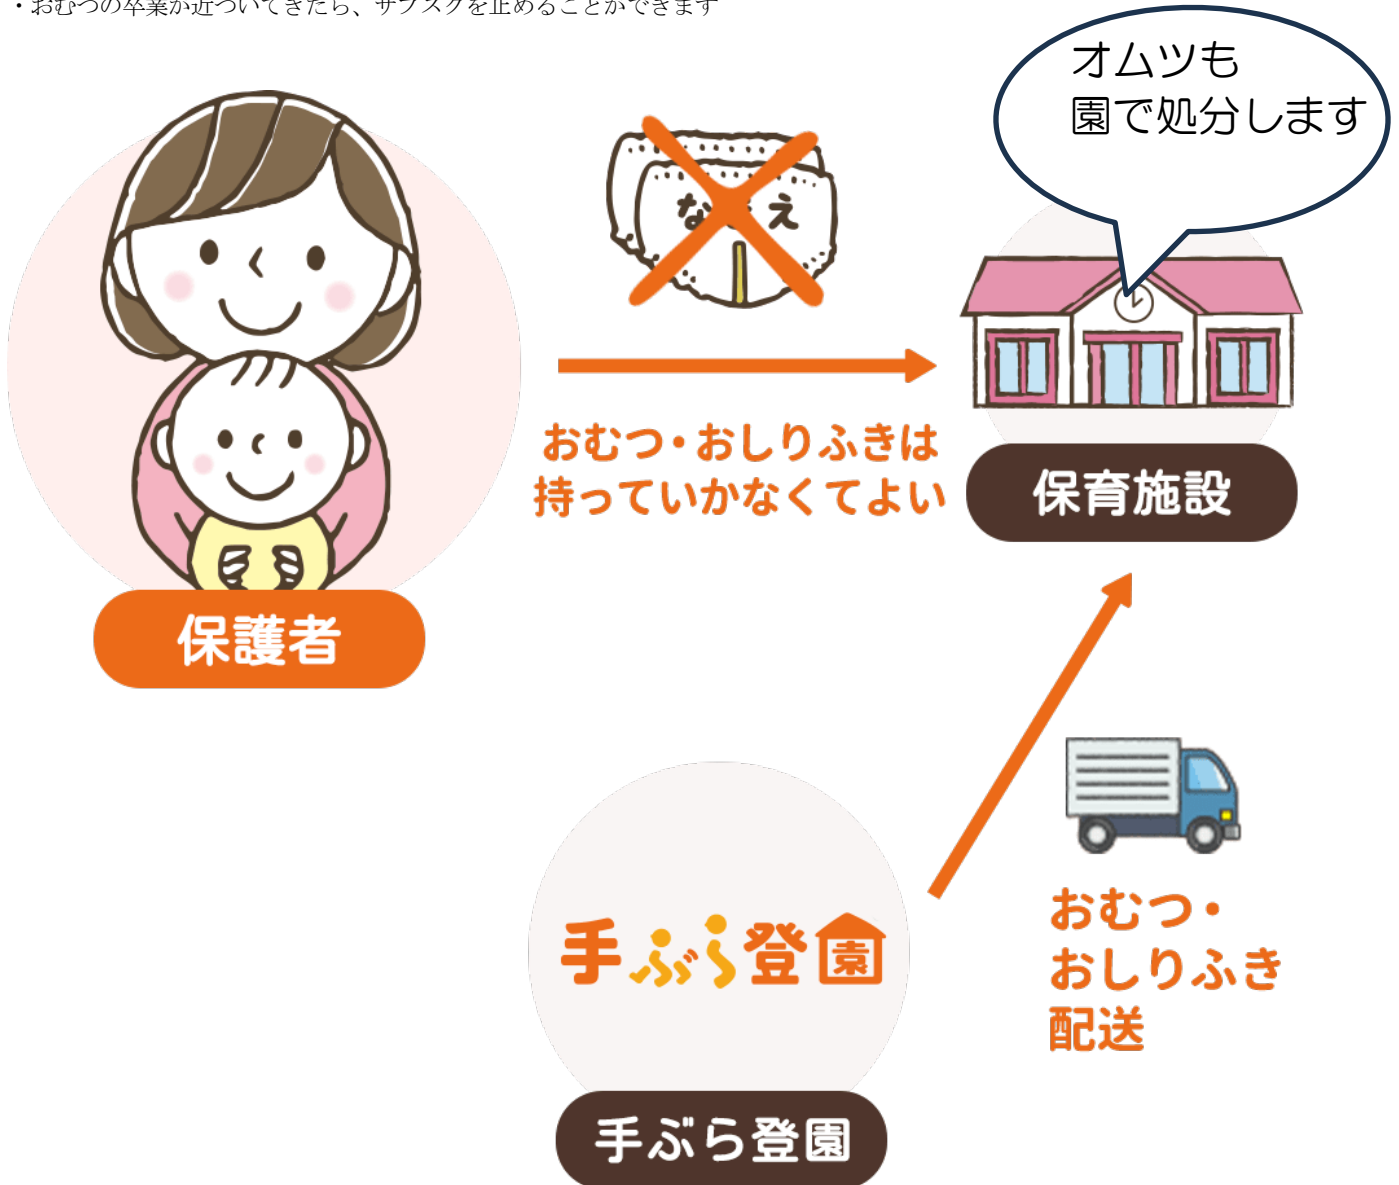 ・おむつの卒業が近づいてきたら、サブスクを止めることができます
オムツも
園で処分します
おむつ・おしりふきは
持っていかなくてよい
保育施設
保護者
手ぶら登園
おむつ・
おしりふき
配送
手ぶら登園